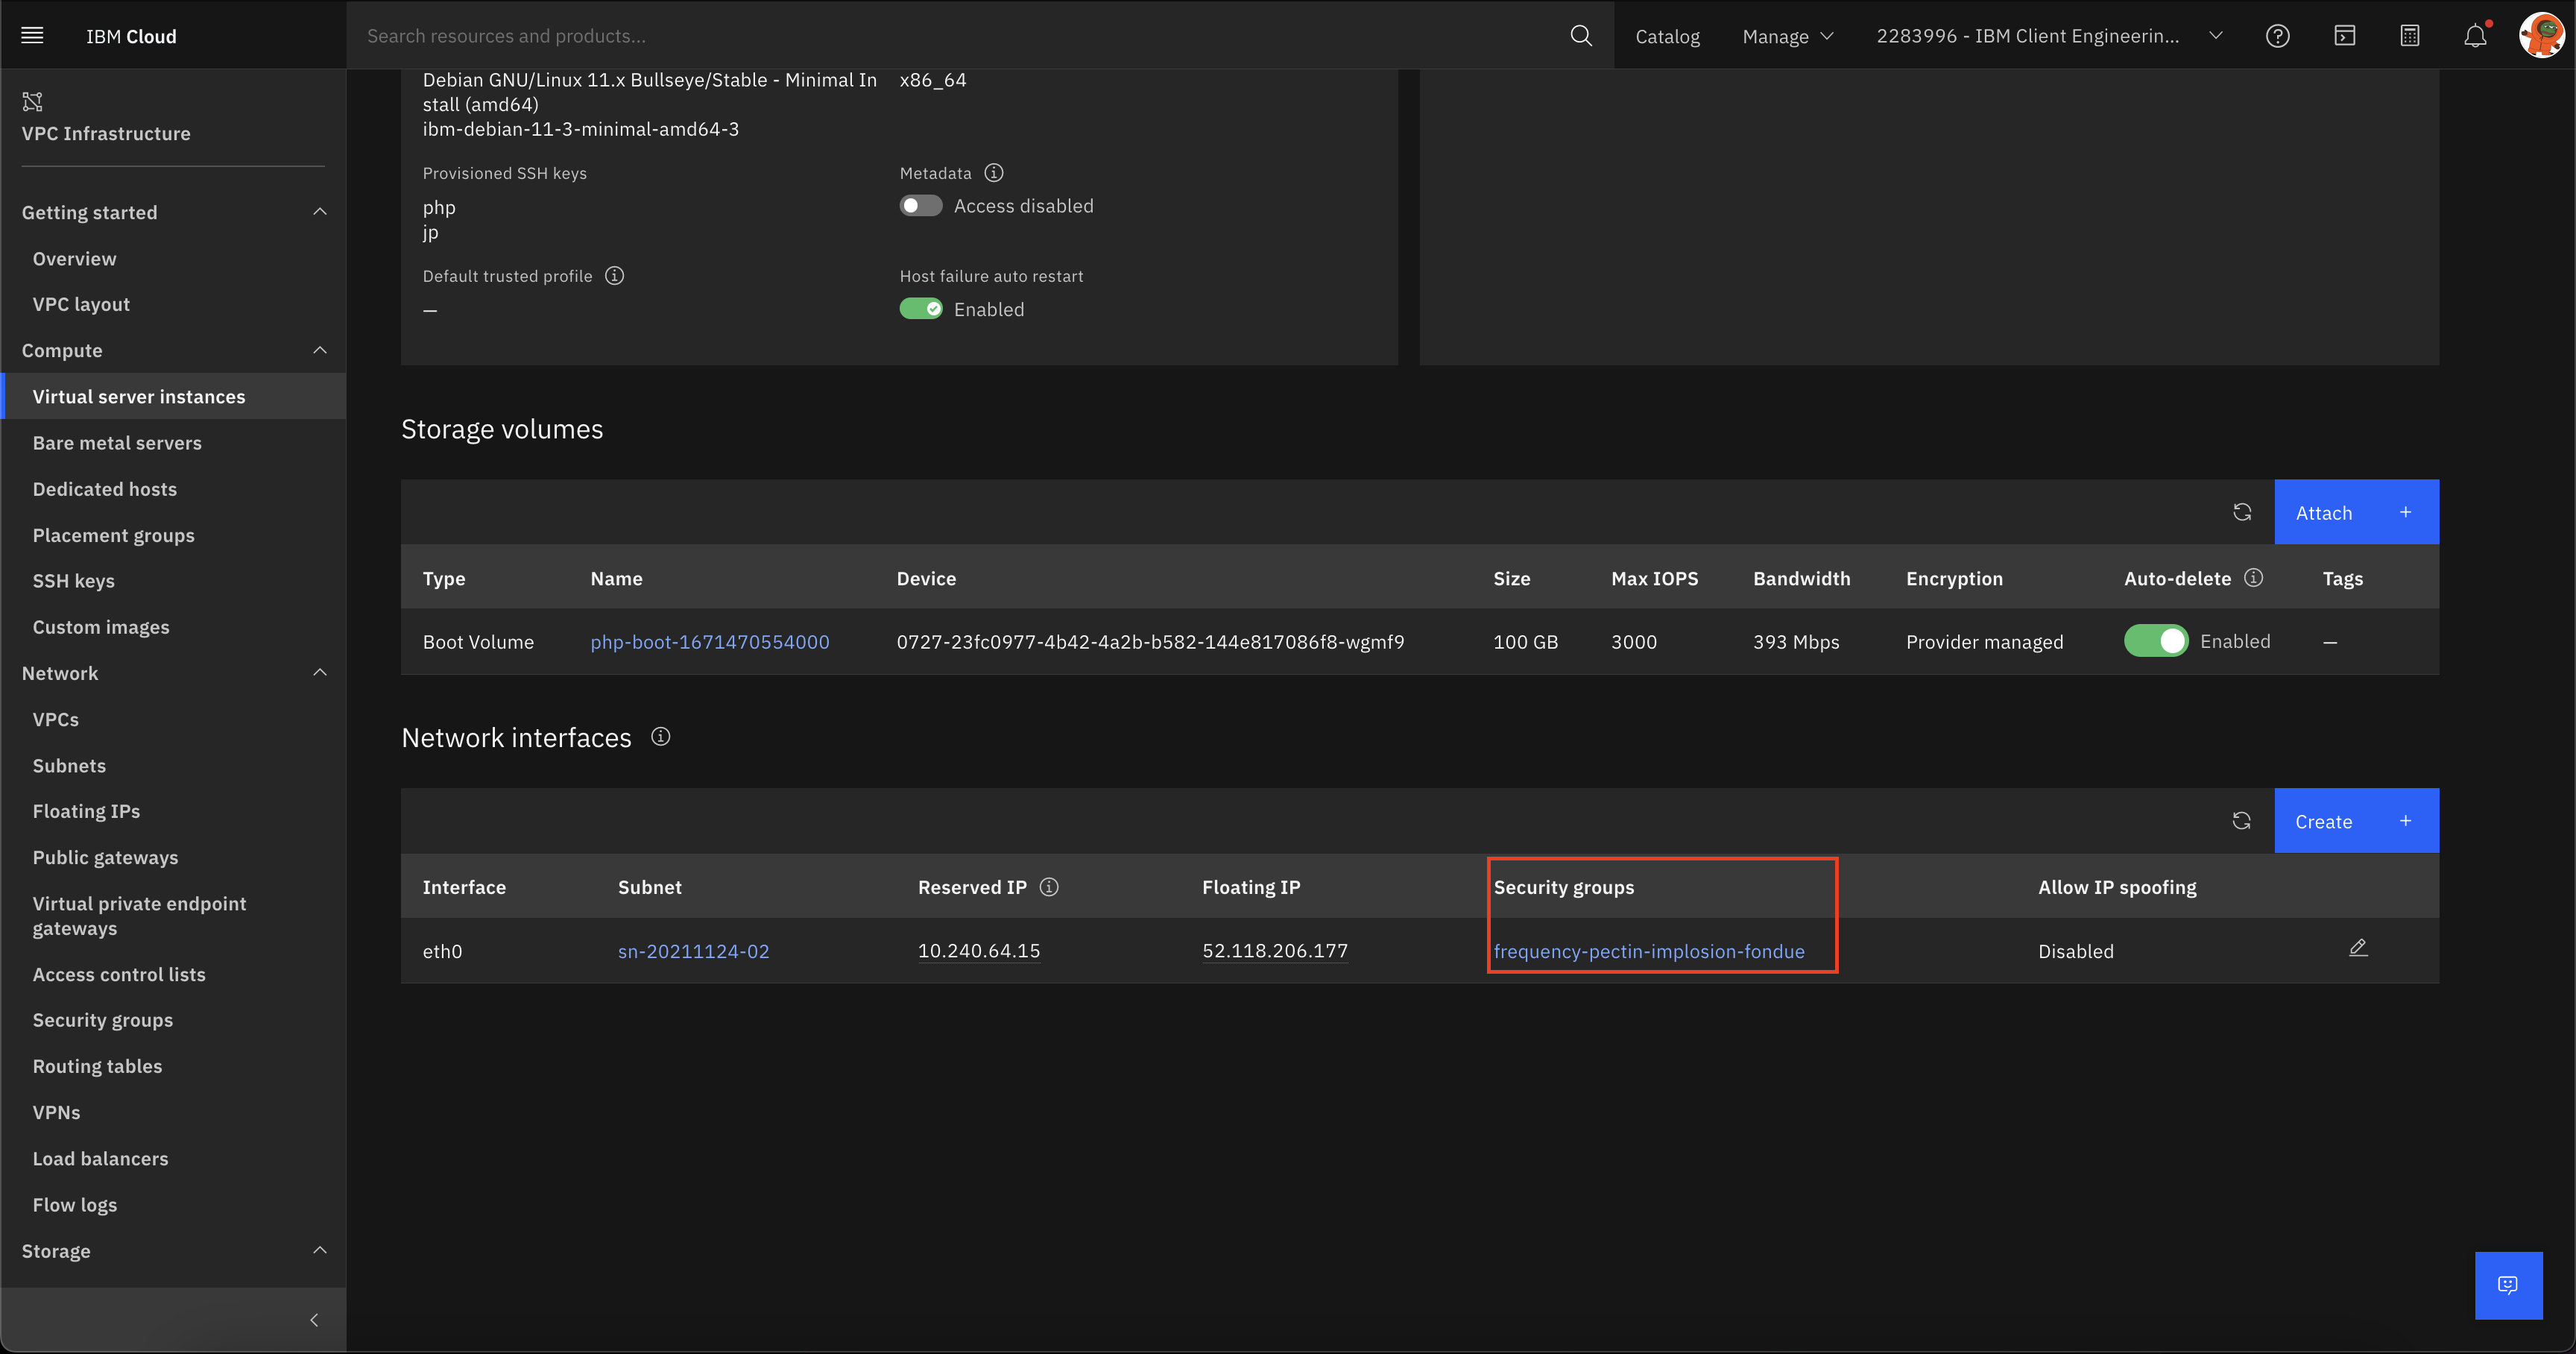 IBM Cloud
Search resources and products...
Catalog
Manage
2283996 - IBM Client Engineerin...
VPC Infrastructure
Getting started
Overview
VPC layout
Compute
Virtual server instances
Bare metal servers
Dedicated hosts
Placement groups
SSH keys
Custom images
Network
VPCs
Subnets
Floating IPs
Public gateways
Virtual private endpoint
gateways
Access control lists
Security groups
Routing tables
VPNs
Load balancers
Flow logs
Storage
Debian GNU/Linux 11.x Bullseye/Stable - Minimal In
stall (amd64)
ibm-debian-11-3-minimal-amd64-3
x86_64
Provisioned SSH keys
php
jp
Metadata
Access disabled
Default trusted profile
–
Host failure auto restart
Enabled
Storage volumes
Attach +
Type Name Device Size Max IOPS Bandwidth Encryption Auto-delete Tags
Boot Volume php-boot-1671470554000 0727-23fc0977-4b42-4a2b-b582-144e817086f8-wgmf9 100 GB 3000 393 Mbps Provider managed Enabled –
Network interfaces
Create +
Interface Subnet Reserved IP Floating IP Security groups Allow IP spoofing
eth0 sn-20211124-02 10.240.64.15 52.118.206.177 frequency-pectin-implosion-fondue Disabled